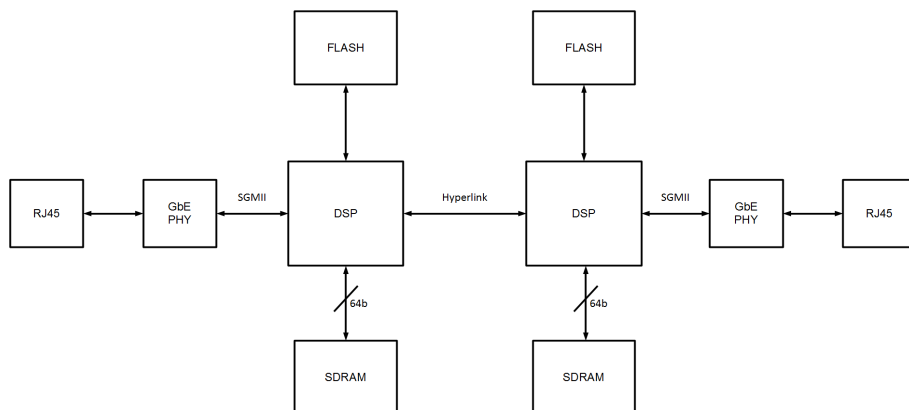 FLASH
FLASH
RJ45
GbE
PHY
SGMII
DSP
Hyperlink
DSP
SGMII
GbE
PHY
RJ45
64b
64b
SDRAM
SDRAM